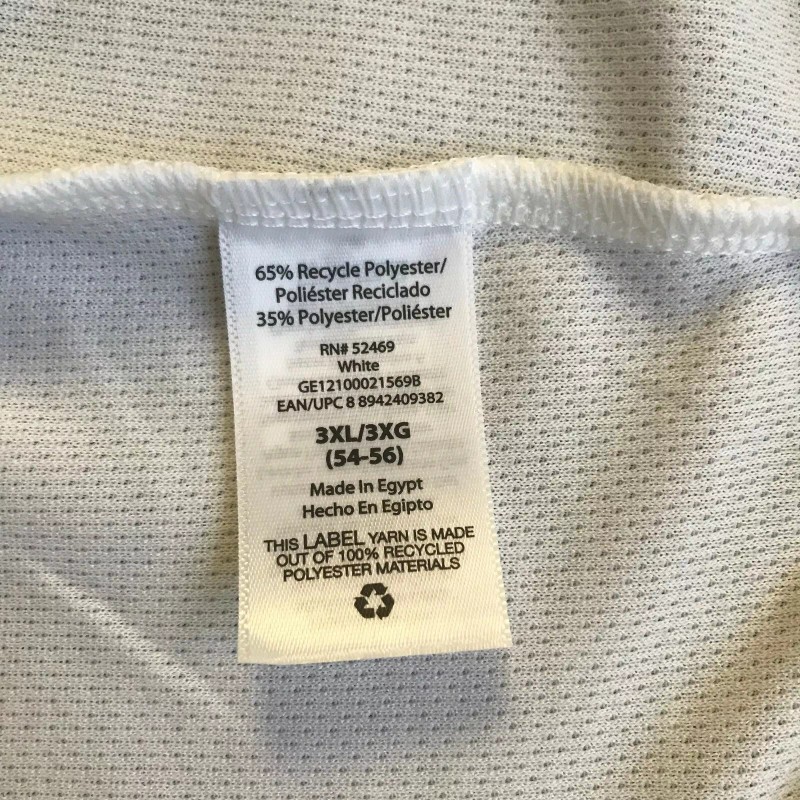 65% Recycle Polyester/
Poliéster Reciclado
35% Polyester/Poliéster
RN# 52469
White
GE12100021569B
EAN/UPC 8 8942409382
3XL/3XG
(54-56)
Made In Egypt
Hecho En Egipto
THIS LABEL YARN IS MADE
OUT OF 100% RECYCLED
POLYESTER MATERIALS